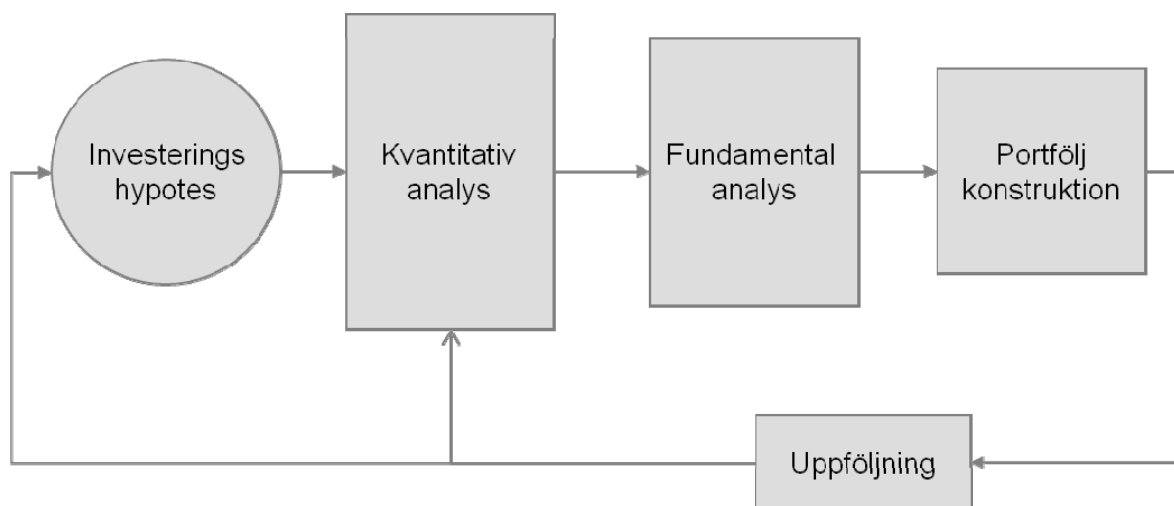 Investerings
hypotes
Kvantitativ
analys
Fundamental
analys
Portfölj
konstruktion
Uppföljning